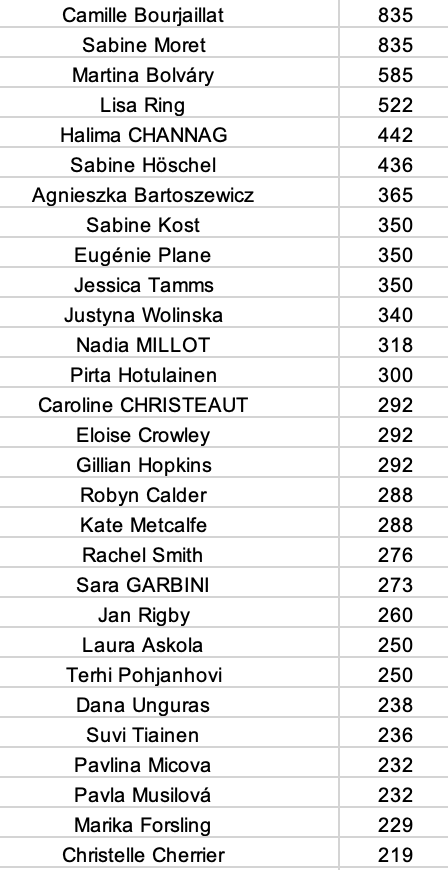 Camille Bourjaillat 835
Sabine Moret 835
Martina Bolváry 585
Lisa Ring 522
Halima CHANNAG 442
Sabine Höschel 436
Agnieszka Bartoszewicz 365
Sabine Kost 350
Eugénie Plane 350
Jessica Tamms 350
Justyna Wolinska 340
Nadia MILLOT 318
Pirta Hotulainen 300
Caroline CHRISTEAUT 292
Eloise Crowley 292
Gillian Hopkins 292
Robyn Calder 288
Kate Metcalfe 288
Rachel Smith 276
Sara GARBINI 273
Jan Rigby 260
Laura Askola 250
Terhi Pohjanhovi 250
Dana Unguras 238
Suvi Tiainen 236
Pavlina Micova 232
Pavla Musilová 232
Marika Forsling 229
Christelle Cherrier 219